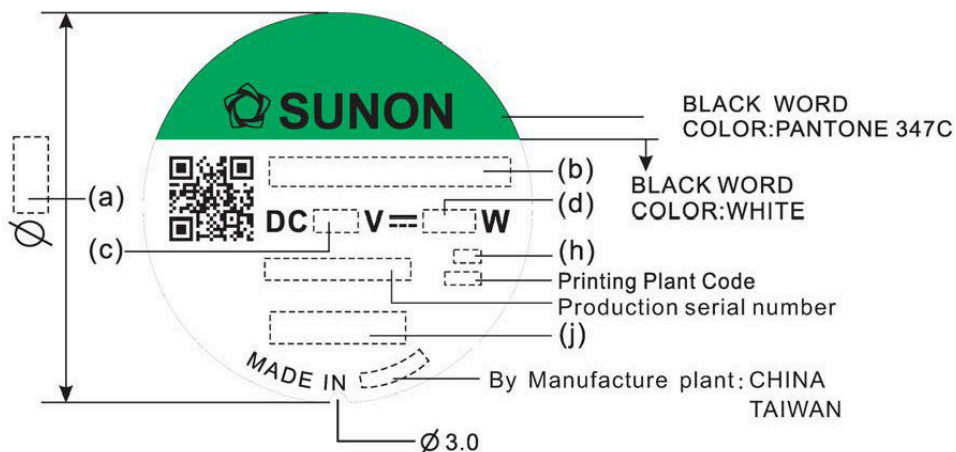 SUNON
BLACK WORD
COLOR:PANTONE 347C
BLACK WORD
COLOR:WHITE
(a)
Ø
(b)
(d)
DC V W
(c)
(h)
Printing Plant Code
Production serial number
(j)
MADE IN
By Manufacture plant: CHINA
TAIWAN
Ø3.0